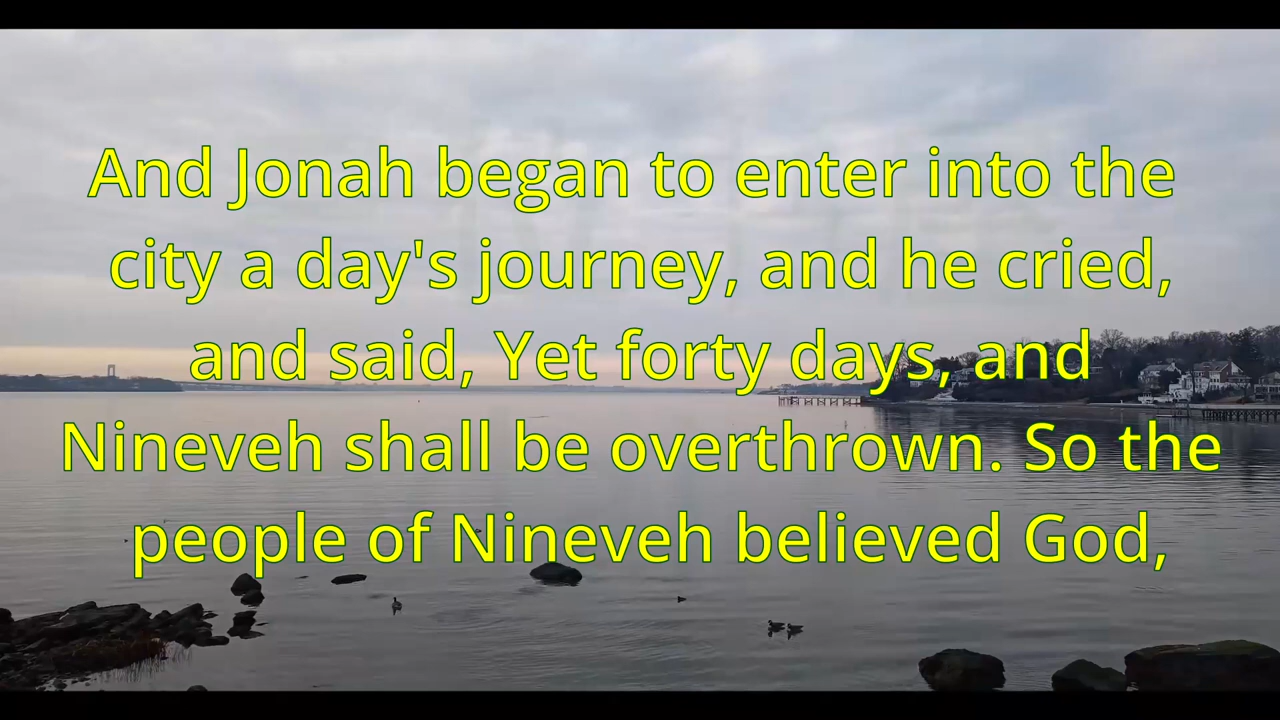 And Jonah began to enter into the
city a day's journey, and he cried,
and said, Yet forty days, and
Nineveh shall be overthrown. So the
people of Nineveh believed God,